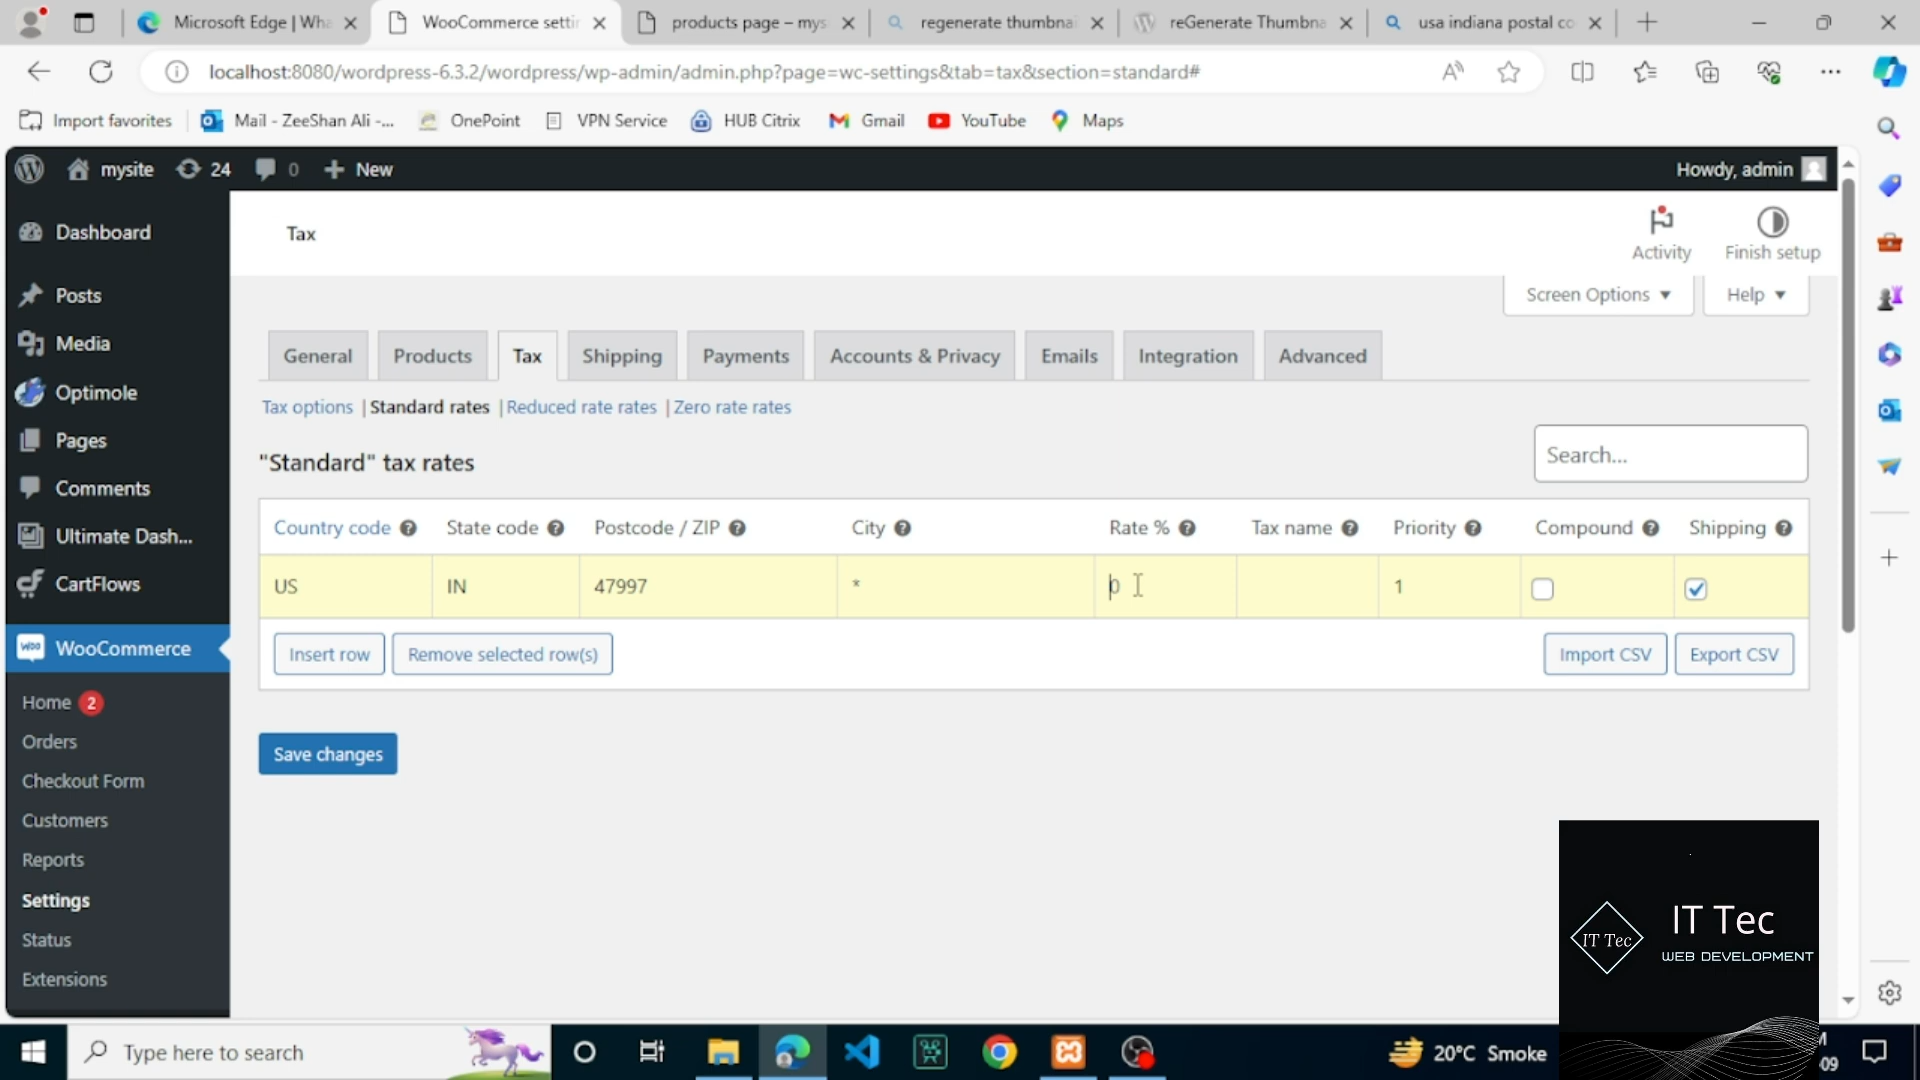 Microsoft Edge | Wha
WooCommerce settin
products page – mys
regenerate thumbnai
reGenerate Thumbna
usa indiana postal co
localhost:8080/wordpress-6.3.2/wordpress/wp-admin/admin.php?page=wc-settings&tab=tax&section=standard#
Import favorites
Mail - ZeeShan Ali -...
OnePoint
VPN Service
HUB Citrix
Gmail
YouTube
Maps
mysite
24
0
New
Howdy, admin
Dashboard
Posts
Media
Optimole
Pages
Comments
Ultimate Dash...
CartFlows
WooCommerce
Home 2
Orders
Checkout Form
Customers
Reports
Settings
Status
Extensions
Tax
Activity
Finish setup
Screen Options
Help
General
Products
Tax
Shipping
Payments
Accounts & Privacy
Emails
Integration
Advanced
Tax options | Standard rates | Reduced rate rates | Zero rate rates
"Standard" tax rates
Search...
Country code
State code
Postcode / ZIP
City
Rate %
Tax name
Priority
Compound
Shipping
US
IN
47997
*
0
1
Insert row
Remove selected row(s)
Import CSV
Export CSV
Save changes
IT Tec
IT Tec
WEB DEVELOPMENT
Type here to search
20°C Smoke